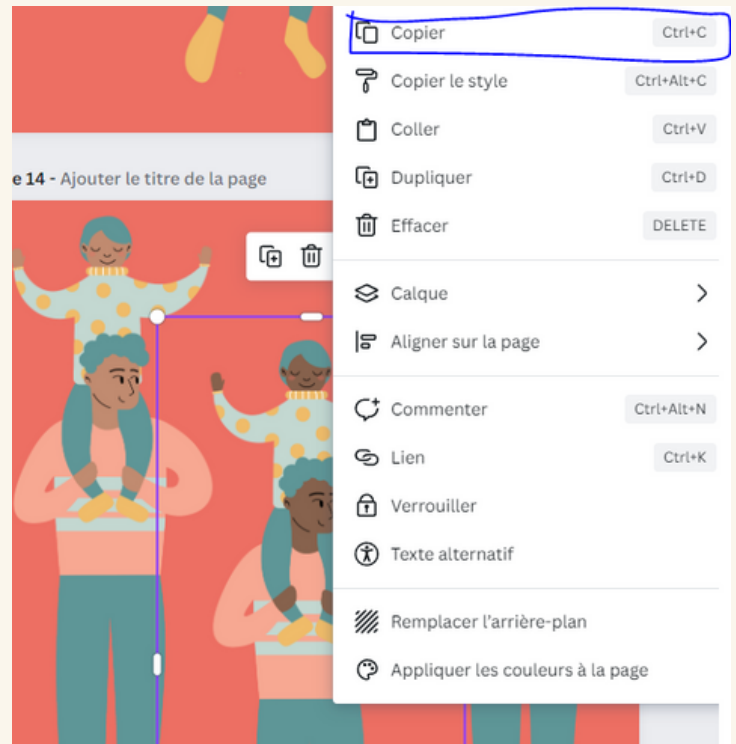 Copier Ctrl+C
Copier le style Ctrl+Alt+C
Coller Ctrl+V
e 14 - Ajouter le titre de la page
Dupliquer Ctrl+D
Effacer DELETE
Calque
Aligner sur la page
Commenter Ctrl+Alt+N
Lien Ctrl+K
Verrouiller
Texte alternatif
Remplacer l'arrière-plan
Appliquer les couleurs à la page